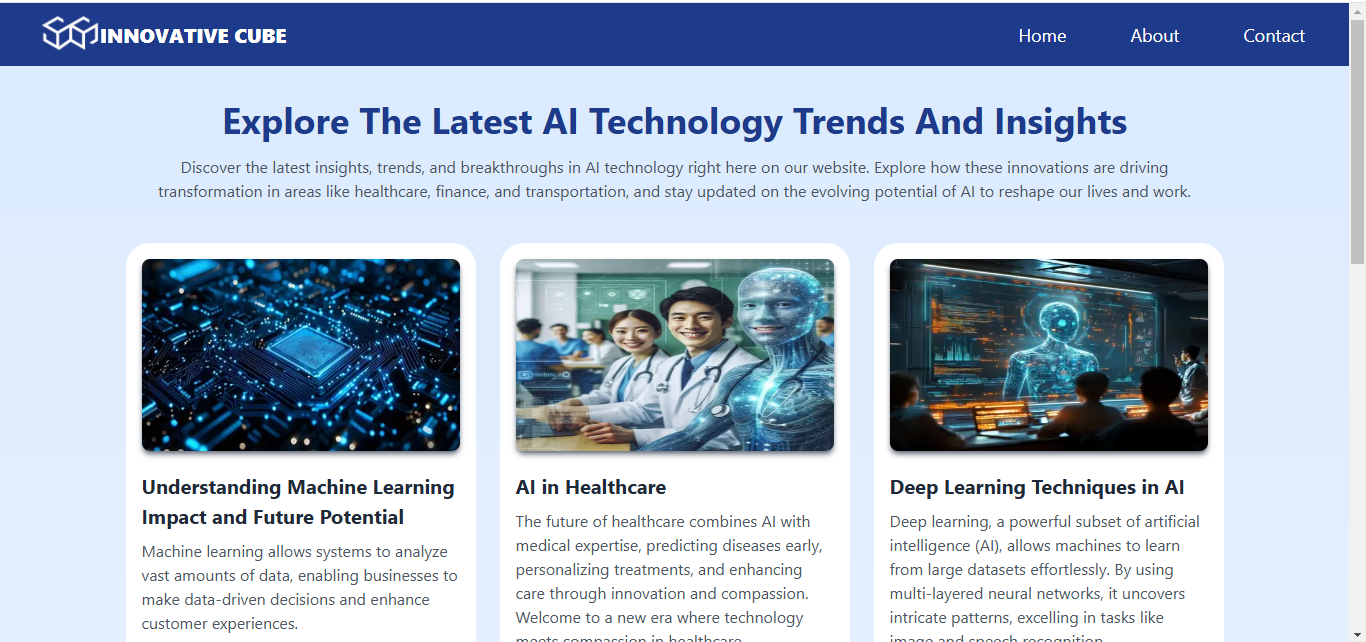 INNOVATIVE CUBE
Home
About
Contact
Explore The Latest AI Technology Trends And Insights
Discover the latest insights, trends, and breakthroughs in AI technology right here on our website. Explore how these innovations are driving
transformation in areas like healthcare, finance, and transportation, and stay updated on the evolving potential of AI to reshape our lives and work.
Understanding Machine Learning
Impact and Future Potential
Machine learning allows systems to analyze
vast amounts of data, enabling businesses to
make data-driven decisions and enhance
customer experiences.
AI in Healthcare
The future of healthcare combines AI with
medical expertise, predicting diseases early,
personalizing treatments, and enhancing
care through innovation and compassion.
Welcome to a new era where technology
meets compassion in healthcare
Deep Learning Techniques in AI
Deep learning, a powerful subset of artificial
intelligence (AI), allows machines to learn
from large datasets effortlessly. By using
multi-layered neural networks, it uncovers
intricate patterns, excelling in tasks like
image and speech recognition